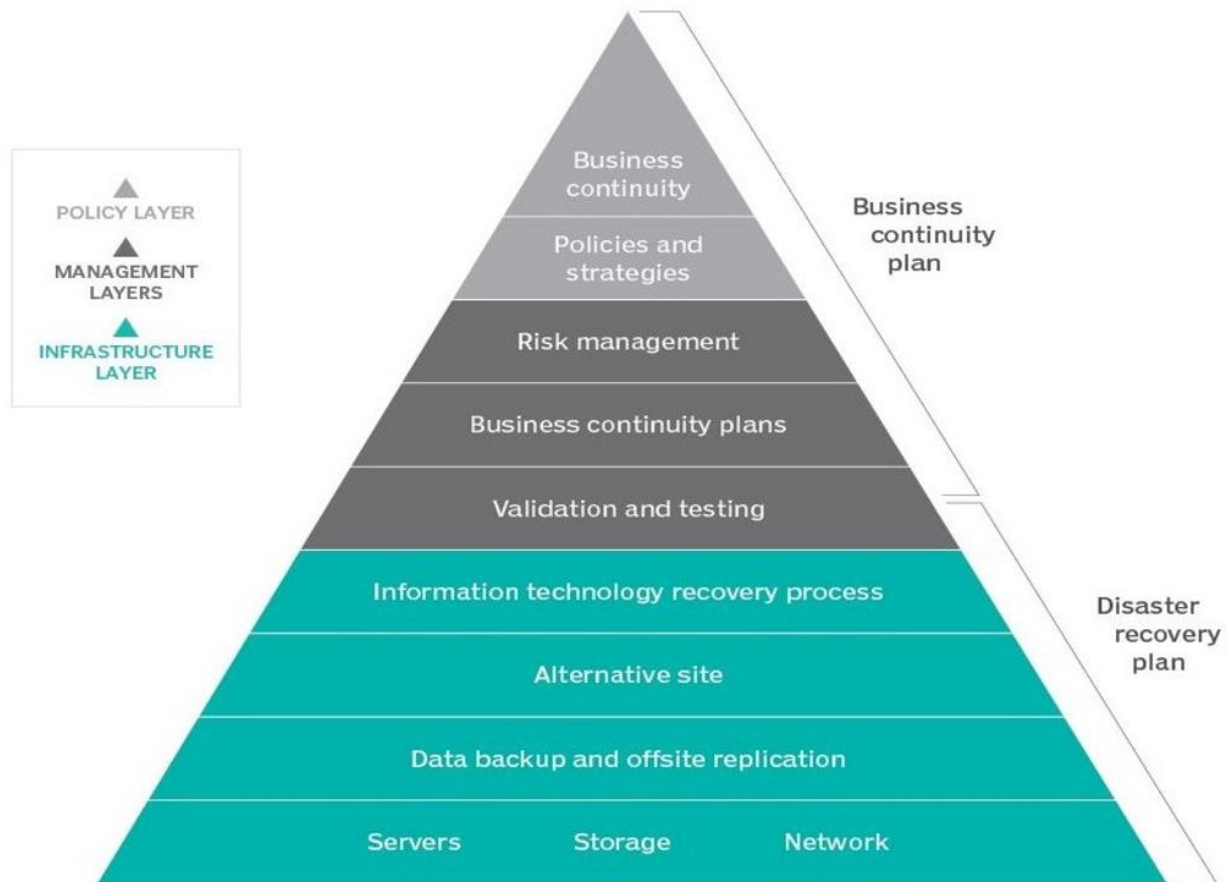 POLICY LAYER
MANAGEMENT
LAYERS
INFRASTRUCTURE
LAYER
Business
continuity
Policies and
strategies
Risk management
Business continuity plans
Validation and testing
Information technology recovery process
Alternative site
Data backup and offsite replication
Servers Storage Network
Business
continuity
plan
Disaster
recovery
plan